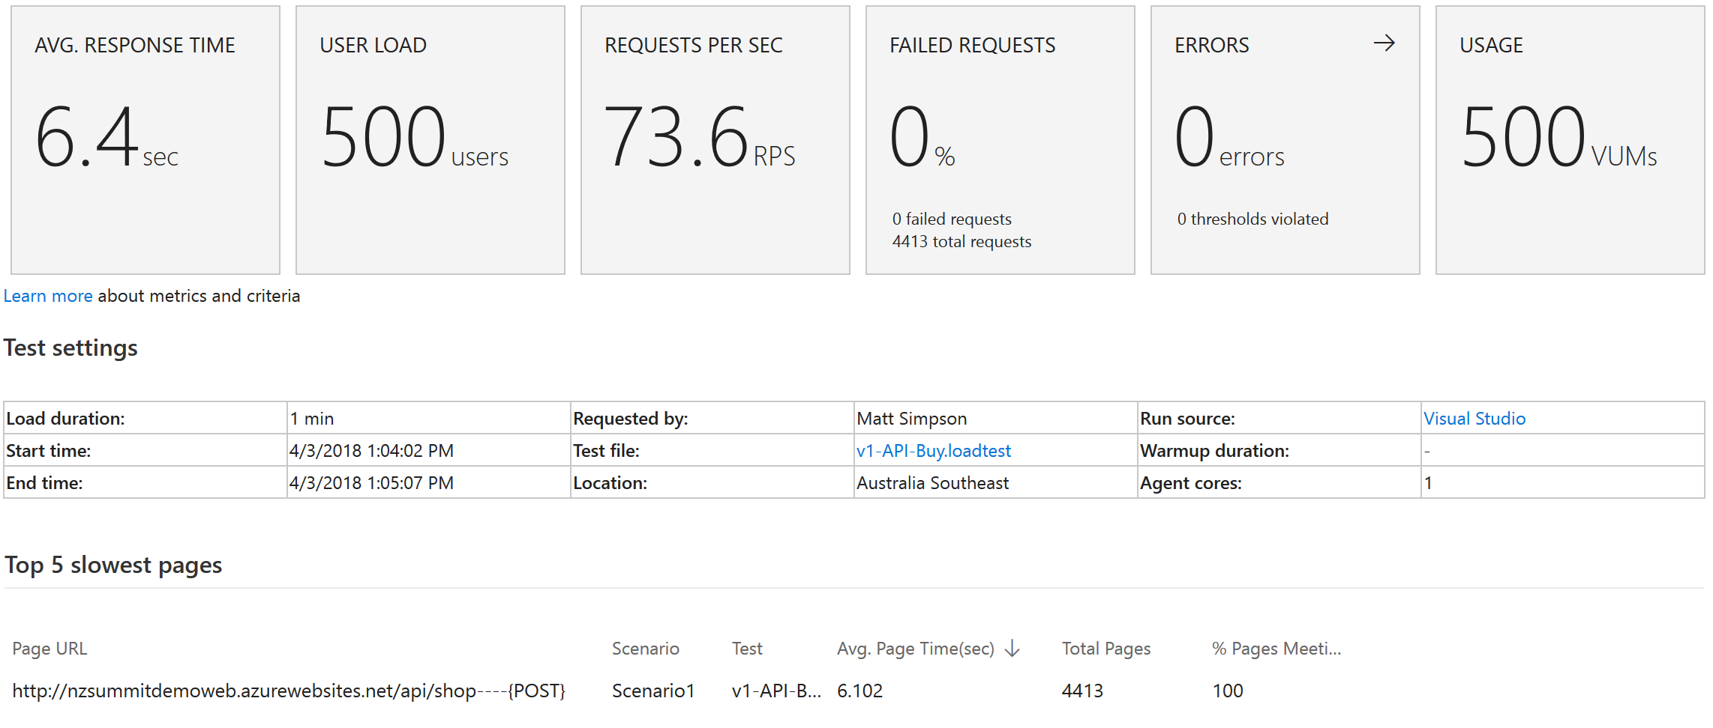 AVG. RESPONSE TIME
6.4 sec
USER LOAD
500 users
REQUESTS PER SEC
73.6 RPS
FAILED REQUESTS
0 %
0 failed requests
4413 total requests
ERRORS →
0 errors
0 thresholds violated
USAGE
500 VUMs
Learn more about metrics and criteria
Test settings
Load duration: 1 min Requested by: Matt Simpson Run source: Visual Studio
Start time: 4/3/2018 1:04:02 PM Test file: v1-API-Buy.loadtest Warmup duration: -
End time: 4/3/2018 1:05:07 PM Location: Australia Southeast Agent cores: 1
Top 5 slowest pages
Page URL Scenario Test Avg. Page Time(sec) ↓ Total Pages % Pages Meeti...
http://nzsummitdemoweb.azurewebsites.net/api/shop----{POST} Scenario1 v1-API-B... 6.102 4413 100